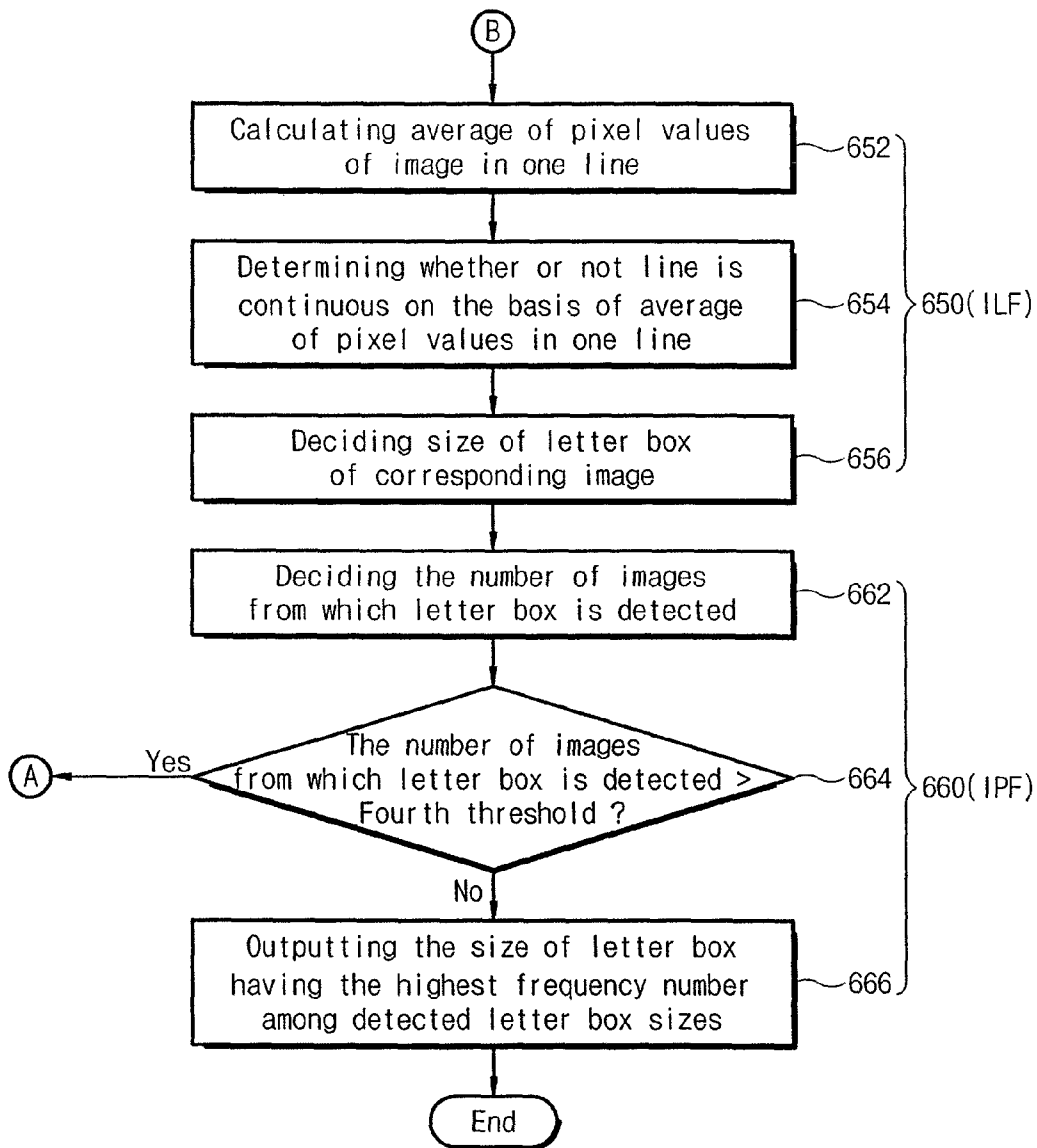 B
Calculating average of pixel values
of image in one line
652
Determining whether or not line is
continuous on the basis of average
of pixel values in one line
654
650(ILF)
Deciding size of letter box
of corresponding image
656
Deciding the number of images
from which letter box is detected
662
A
Yes
The number of images
from which letter box is detected >
Fourth threshold ?
664
660(IPF)
No
Outputting the size of letter box
having the highest frequency number
among detected letter box sizes
666
End